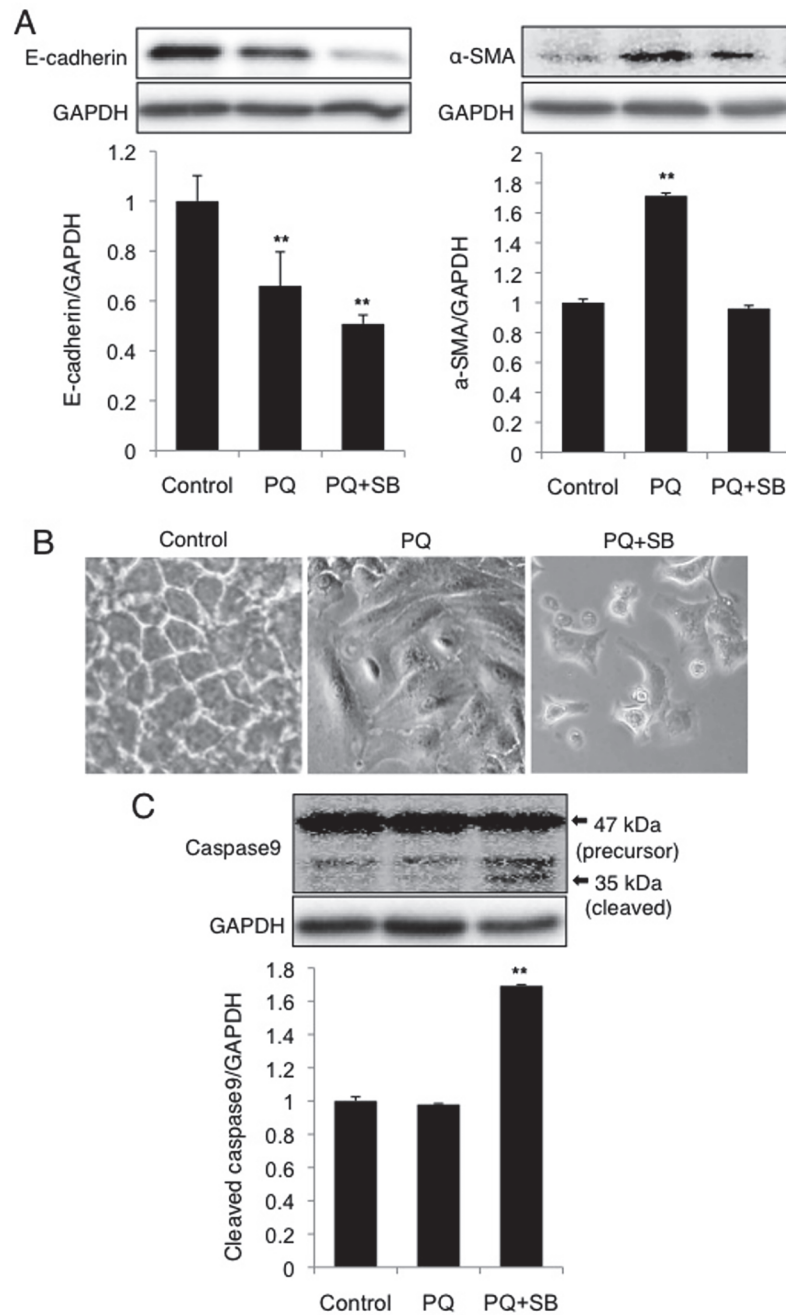 A
E-cadherin
GAPDH
1.2
1
0.8
0.6
0.4
0.2
0
E-cadherin/GAPDH
**
**
Control PQ PQ+SB
α-SMA
GAPDH
2
1.8
1.6
1.4
1.2
1
0.8
0.6
0.4
0.2
0
a-SMA/GAPDH
**
Control PQ PQ+SB
B
Control PQ PQ+SB
C
Caspase9
47 kDa
(precursor)
35 kDa
(cleaved)
GAPDH
1.8
1.6
1.4
1.2
1
0.8
0.6
0.4
0.2
0
Cleaved caspase9/GAPDH
**
Control PQ PQ+SB